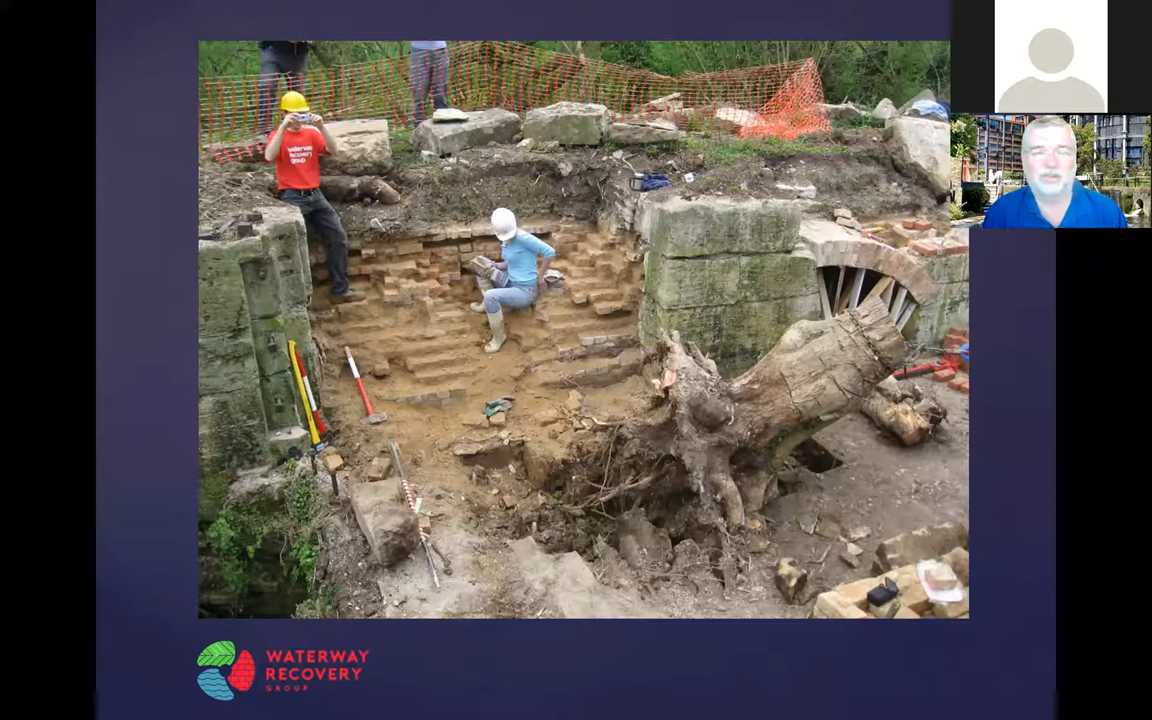 waterway
Recovery
Group
WATERWAY
RECOVERY
GROUP